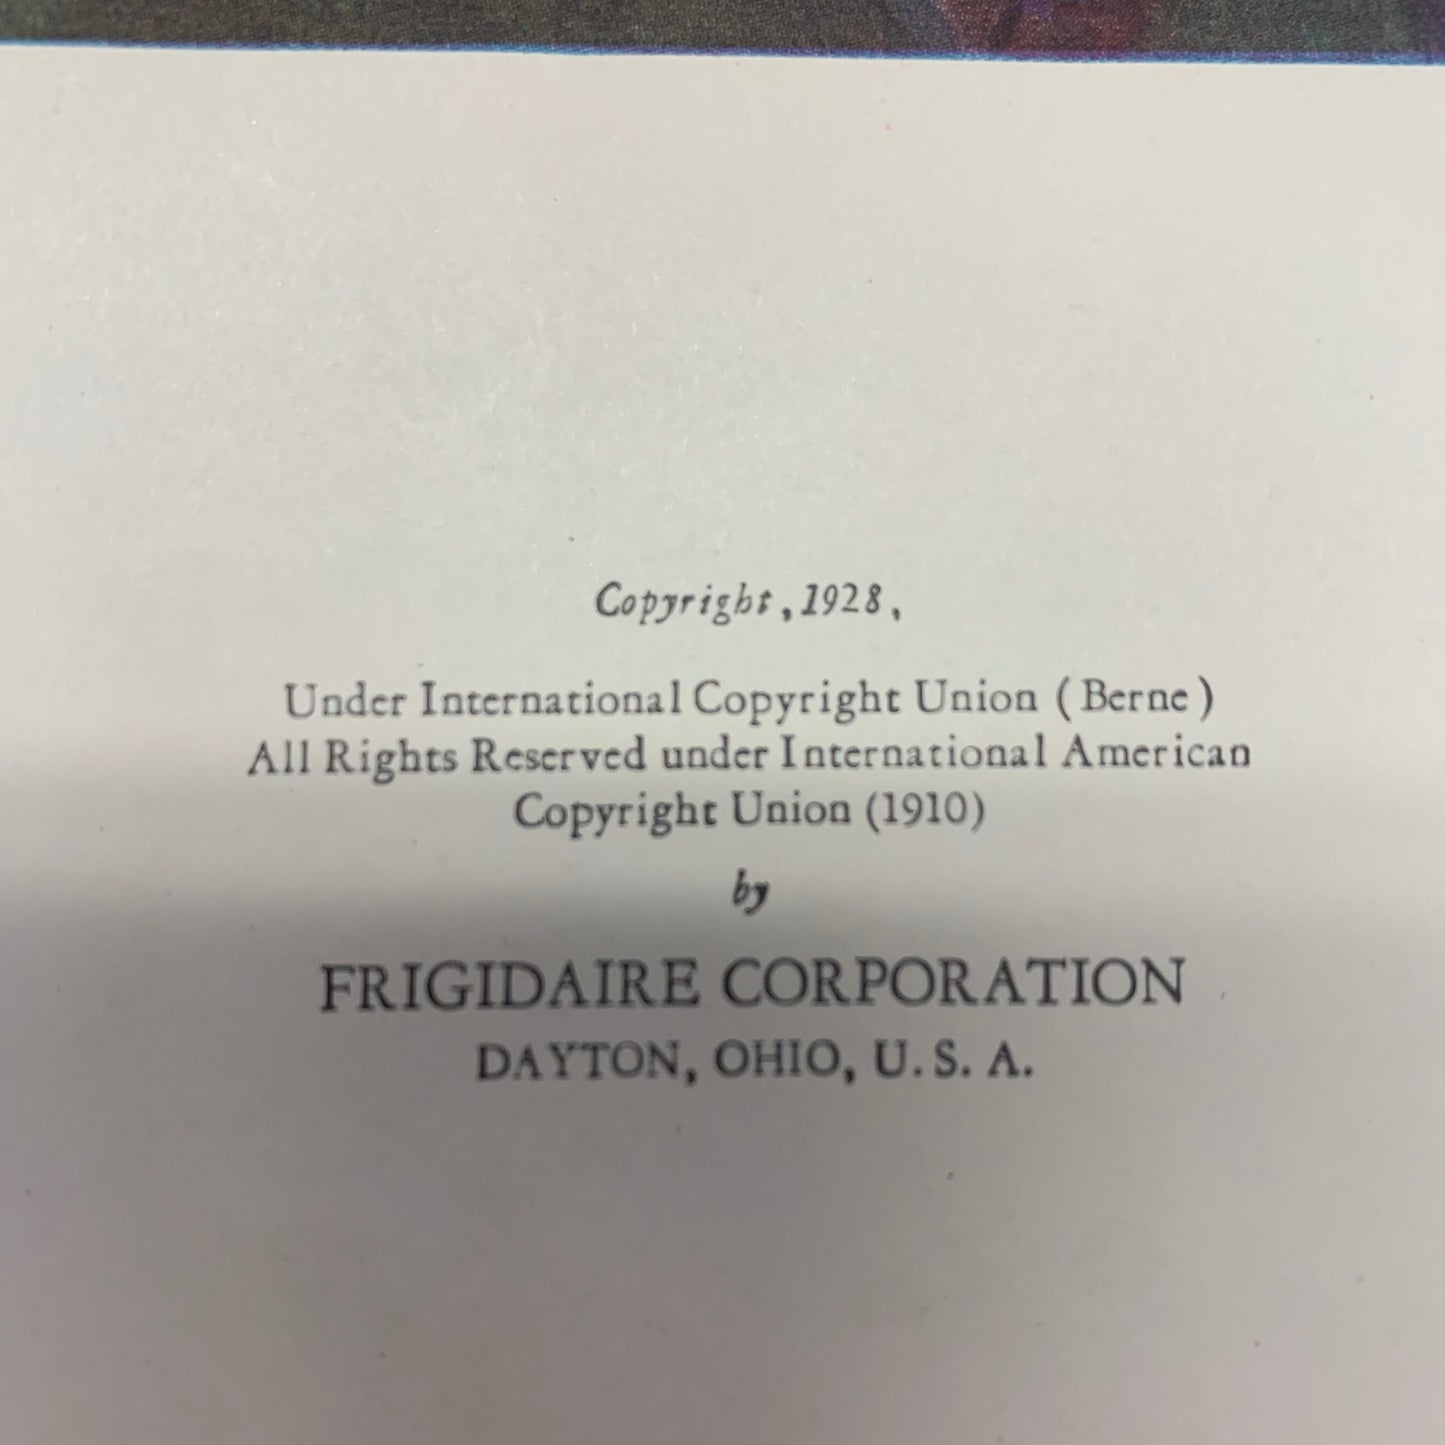 Copyright, 1928,
Under International Copyright Union (Berne)
All Rights Reserved under International American
Copyright Union (1910)
by
FRIGIDAIRE CORPORATION
DAYTON, OHIO, U. S. A.